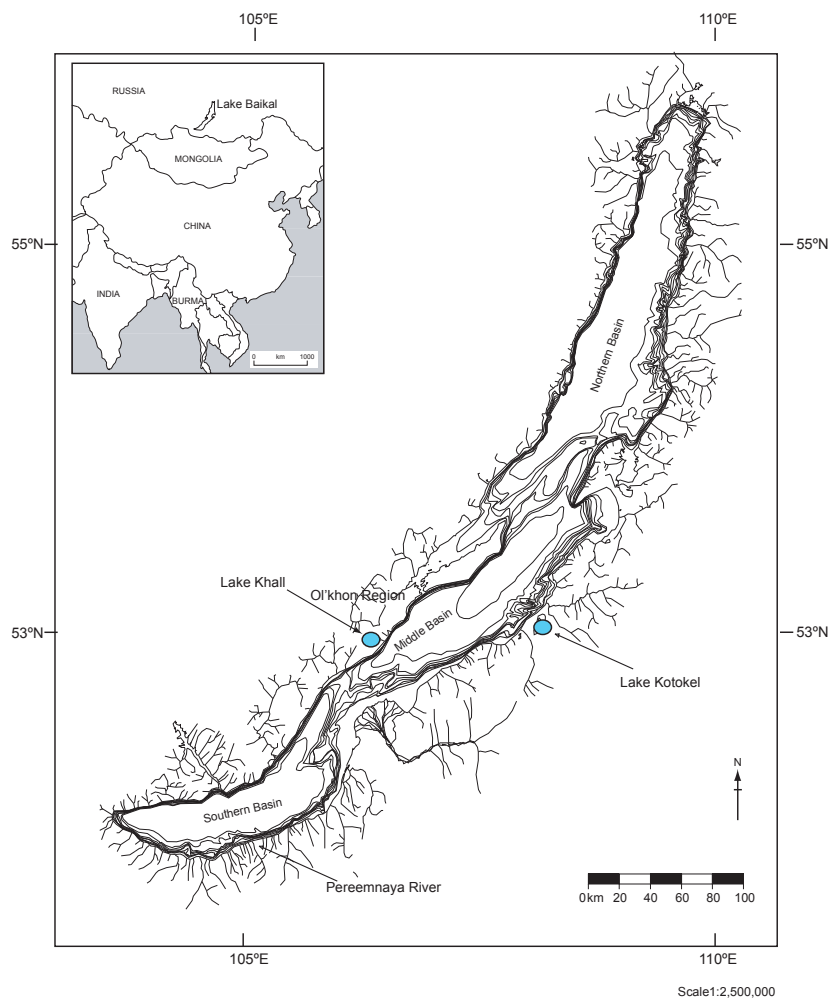 105ºE
110ºE
RUSSIA
Lake Baikal
MONGOLIA
CHINA
INDIA
BURMA
0 km 1000
55ºN
55ºN
Northern Basin
Lake Khall
Ol'khon Region
Middle Basin
53ºN
53ºN
Lake Kotokel
Southern Basin
Pereemnaya River
N
0km 20 40 60 80 100
105ºE
110ºE
Scale1:2,500,000